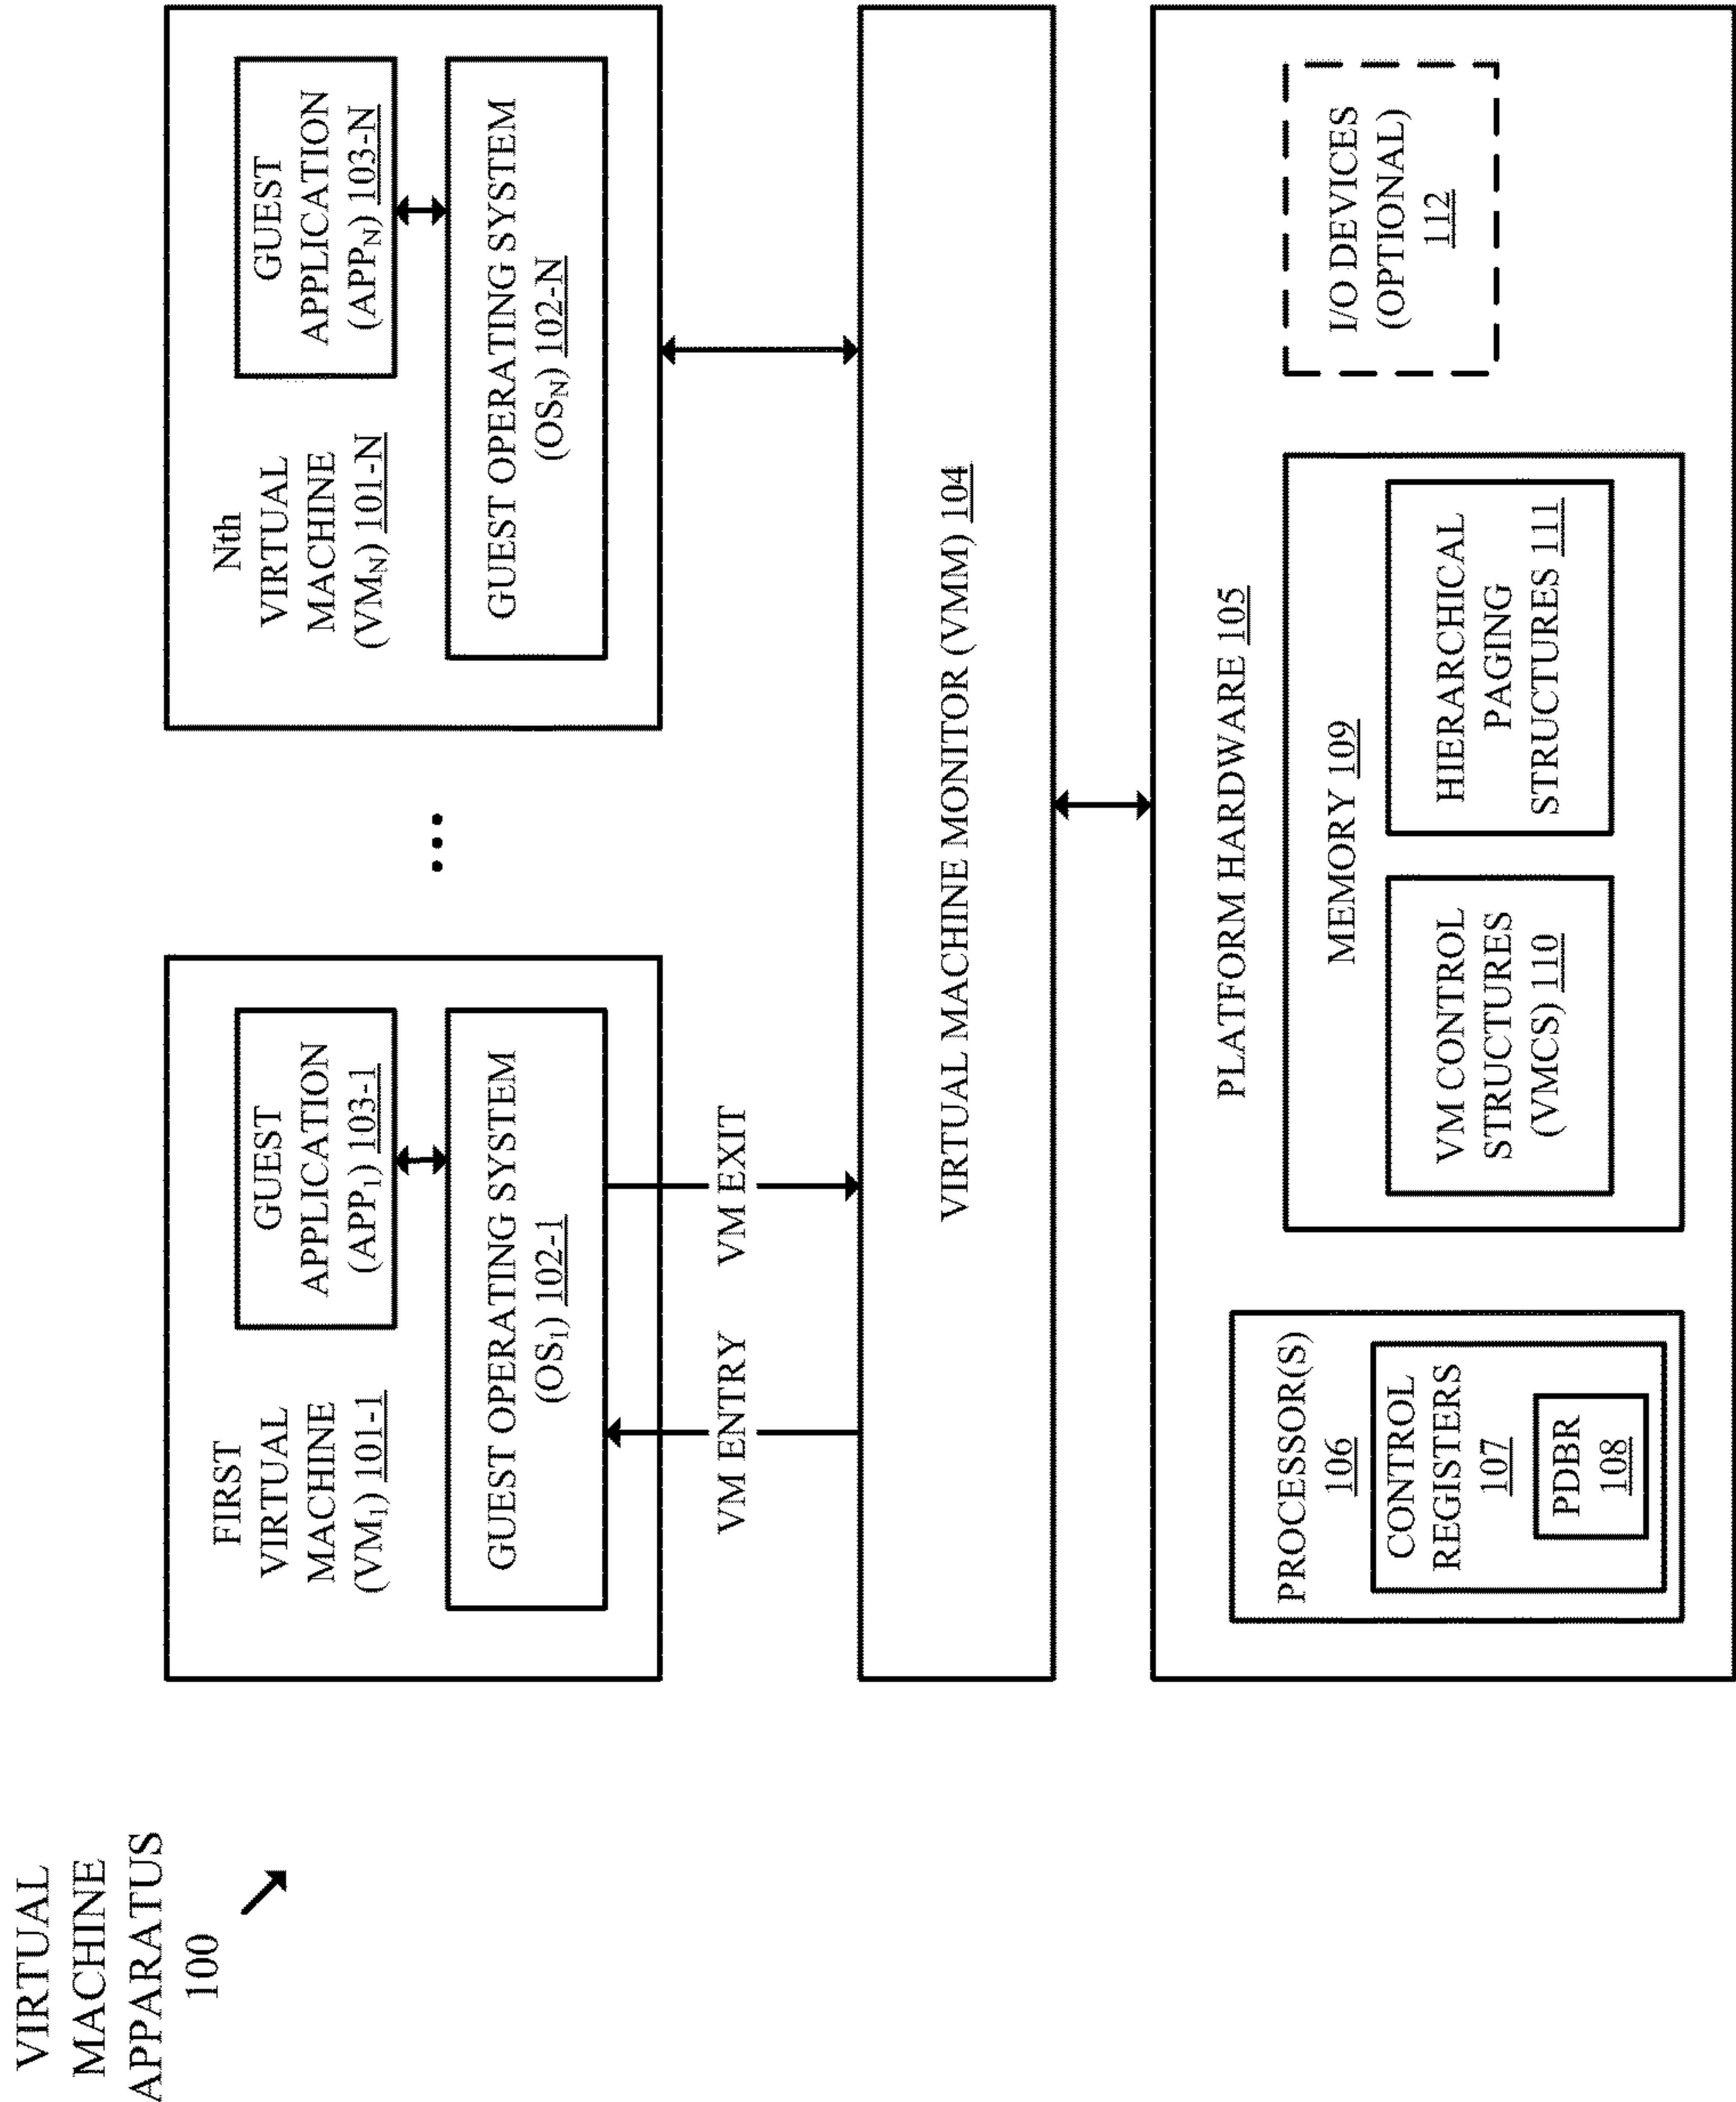 VIRTUAL
MACHINE
APPARATUS
100
FIRST
VIRTUAL
MACHINE
(VM₁) 101-1
GUEST
APPLICATION
(APP₁) 103-1
GUEST OPERATING SYSTEM
(OS₁) 102-1
...
Nth
VIRTUAL
MACHINE
(VM_N) 101-N
GUEST
APPLICATION
(APP_N) 103-N
GUEST OPERATING SYSTEM
(OS_N) 102-N
VM ENTRY
VM EXIT
VIRTUAL MACHINE MONITOR (VMM) 104
PLATFORM HARDWARE 105
PROCESSOR(S)
106
CONTROL
REGISTERS
107
PDBR
108
MEMORY 109
VM CONTROL
STRUCTURES
(VMCS) 110
HIERARCHICAL
PAGING
STRUCTURES 111
I/O DEVICES
(OPTIONAL)
112